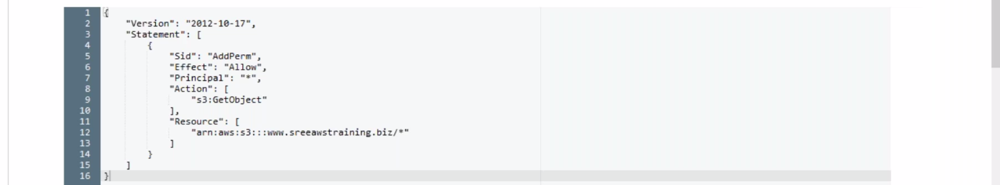 1 {
2     "Version": "2012-10-17",
3     "Statement": [
4         {
5             "Sid": "AddPerm",
6             "Effect": "Allow",
7             "Principal": "*",
8             "Action": [
9                 "s3:GetObject"
10             ],
11             "Resource": [
12                 "arn:aws:s3:::www.sreeawstraining.biz/*"
13             ]
14         }
15     ]
16 }